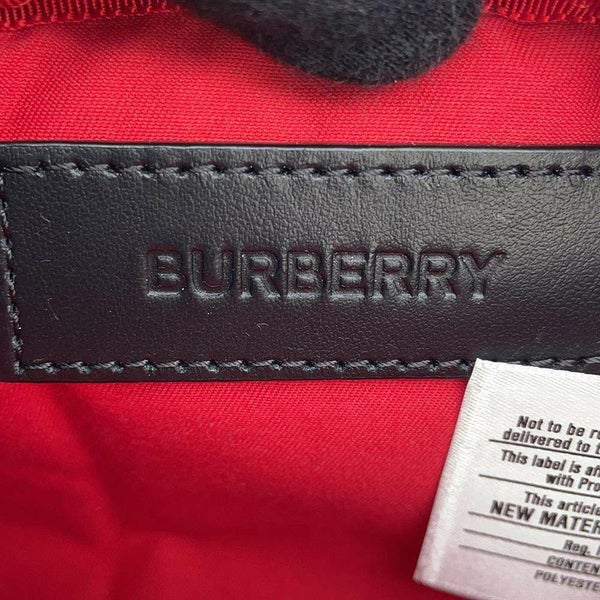 BURBERRY
Not to be
delivered to
This label is
with
This article
NEW
Reg.